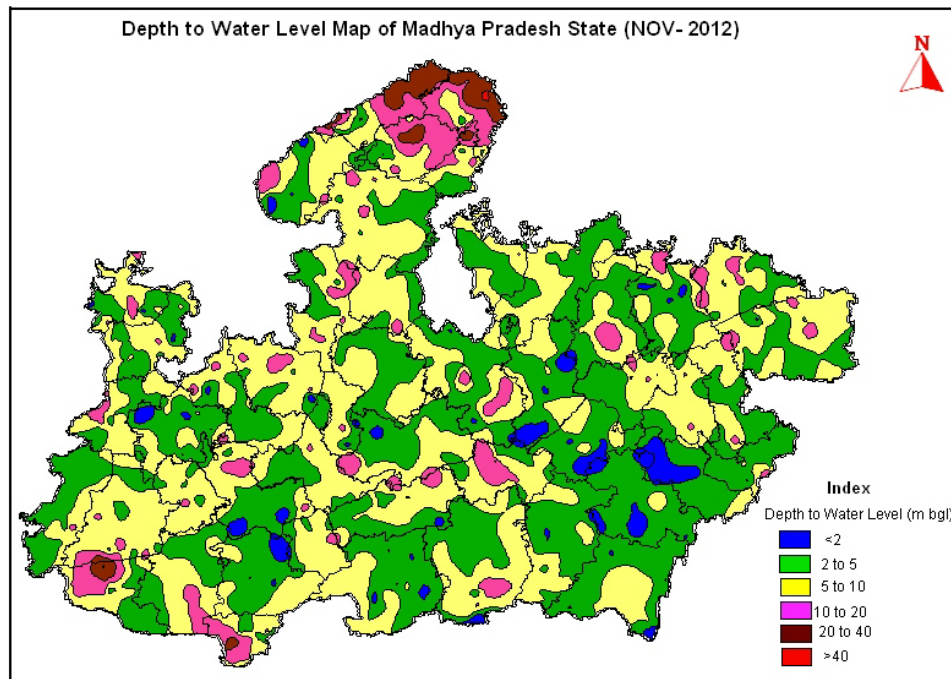 Depth to Water Level Map of Madhya Pradesh State (NOV- 2012)
N
Index
Depth to Water Level (m bgl)
<2
2 to 5
5 to 10
10 to 20
20 to 40
>40